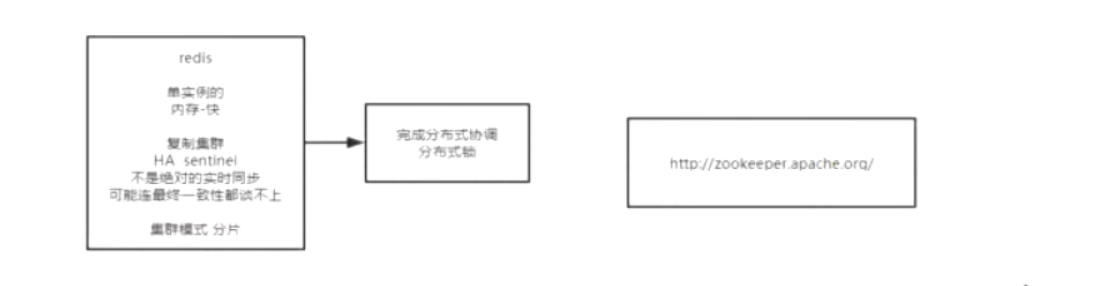 redis
单实例的
内存-快
复制集群
HA sentinel
不是绝对的实时同步
可能连最终一致性都谈不上
集群模式 分片
完成分布式协调
分布式锁
http://zookeeper.apache.org/